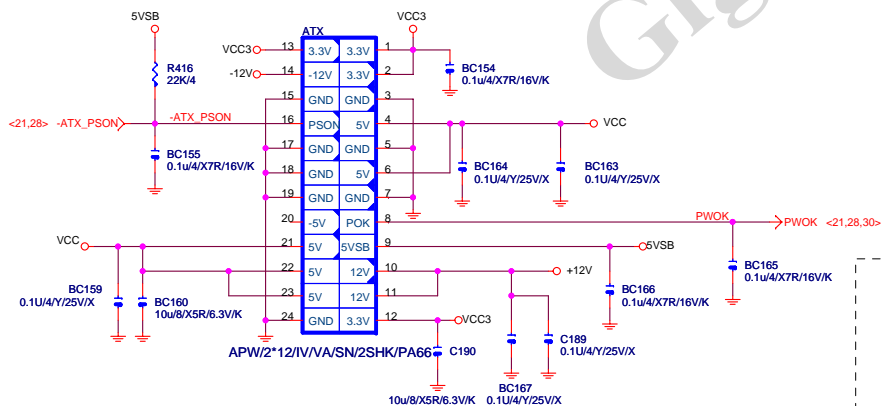 Gig
5VSB
R416
22K/4
<21,28> -ATX_PSON
-ATX_PSON
BC155
0.1u/4/X7R/16V/K
VCC3
-12V
ATX
13 3.3V 3.3V 1
14 -12V 3.3V 2
15 GND GND 3
16 PSON 5V 4
17 GND GND 5
18 GND 5V 6
19 GND GND 7
20 -5V POK 8
21 5V 5VSB 9
22 5V 12V 10
23 5V 12V 11
24 GND 3.3V 12
APW/2*12/IV/VA/SN/2SHK/PA66
VCC3
BC154
0.1u/4/X7R/16V/K
VCC
BC164
0.1U/4/Y/25V/X
BC163
0.1U/4/Y/25V/X
PWOK
PWOK <21,28,30>
5VSB
BC165
0.1u/4/X7R/16V/K
BC166
0.1u/4/X7R/16V/K
+12V
VCC
BC159
0.1U/4/Y/25V/X
BC160
10u/8/X5R/6.3V/K
VCC3
C190
10u/8/X5R/6.3V/K
BC167
0.1U/4/Y/25V/X
C189
0.1U/4/Y/25V/X